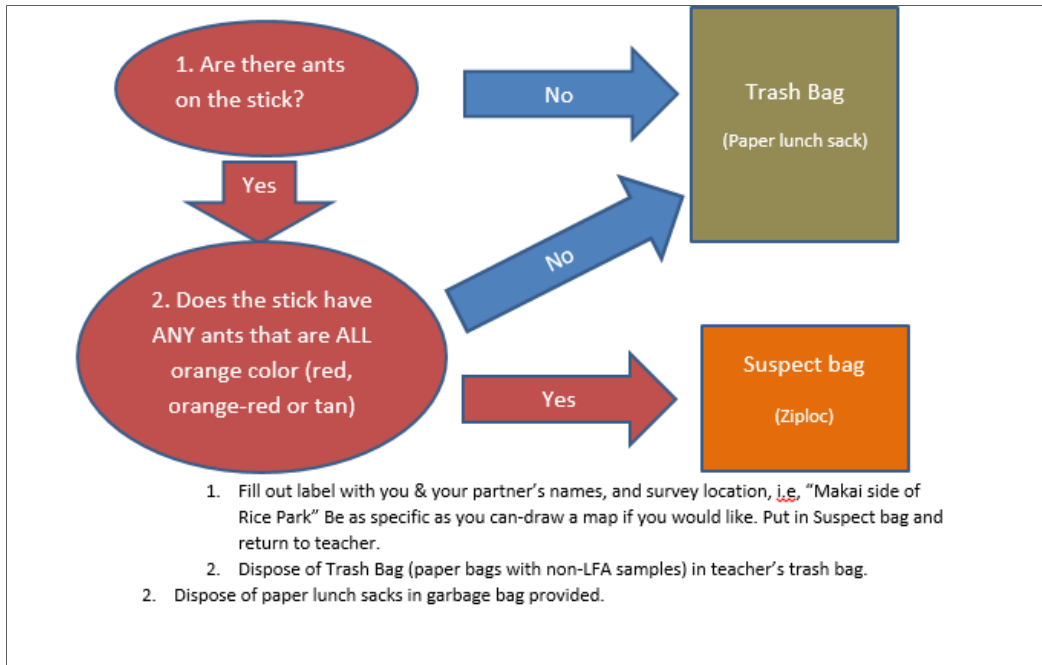 1. Are there ants
on the stick?
No
Trash Bag
(Paper lunch sack)
Yes
No
2. Does the stick have
ANY ants that are ALL
orange color (red,
orange-red or tan)
Yes
Suspect bag
(Ziploc)
1. Fill out label with you & your partner’s names, and survey location, i.e, “Makai side of
Rice Park” Be as specific as you can-draw a map if you would like. Put in Suspect bag and
return to teacher.
2. Dispose of Trash Bag (paper bags with non-LFA samples) in teacher’s trash bag.
2. Dispose of paper lunch sacks in garbage bag provided.